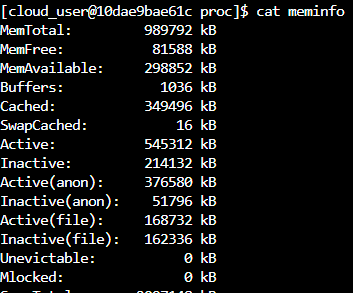 [cloud_user@10dae9bae61c proc]$ cat meminfo
MemTotal: 989792 kB
MemFree: 81588 kB
MemAvailable: 298852 kB
Buffers: 1036 kB
Cached: 349496 kB
SwapCached: 16 kB
Active: 545312 kB
Inactive: 214132 kB
Active(anon): 376580 kB
Inactive(anon): 51796 kB
Active(file): 168732 kB
Inactive(file): 162336 kB
Unevictable: 0 kB
Mlocked: 0 kB